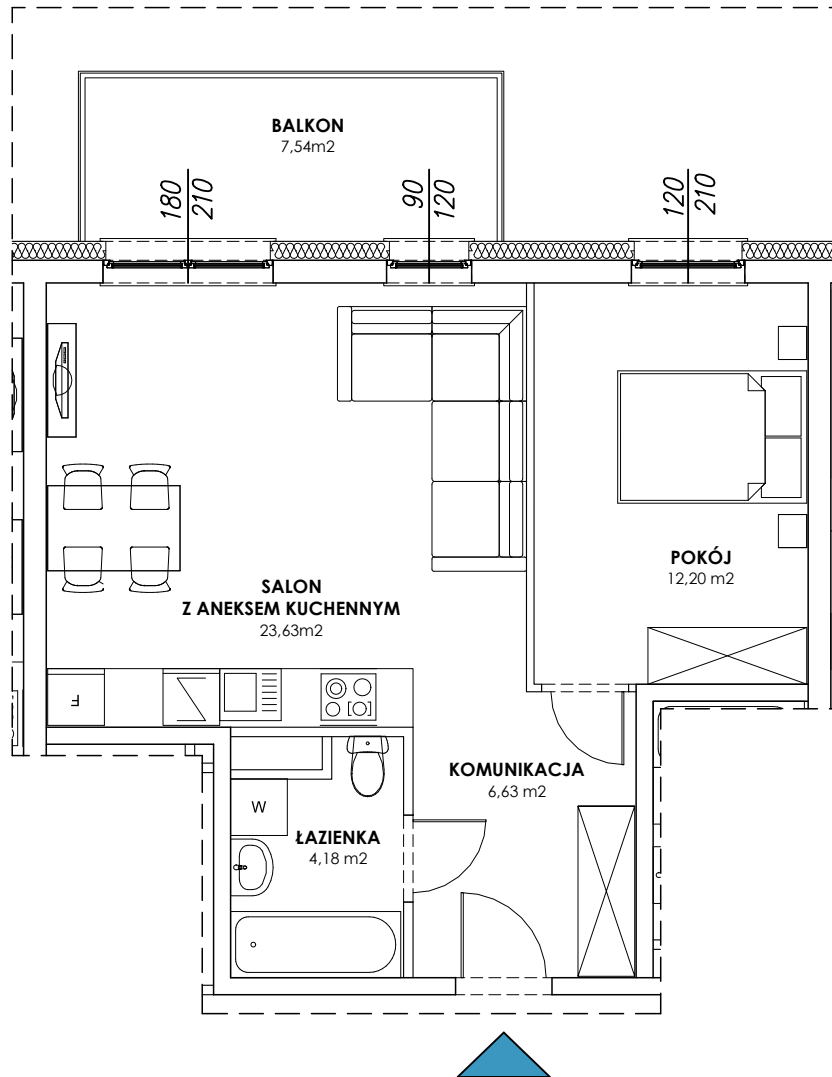 BALKON
7,54m2
180
210
90
120
120
210
SALON
Z ANEKSEM KUCHENNYM
23,63m2
POKÓJ
12,20 m2
F
KOMUNIKACJA
6,63 m2
W
ŁAZIENKA
4,18 m2